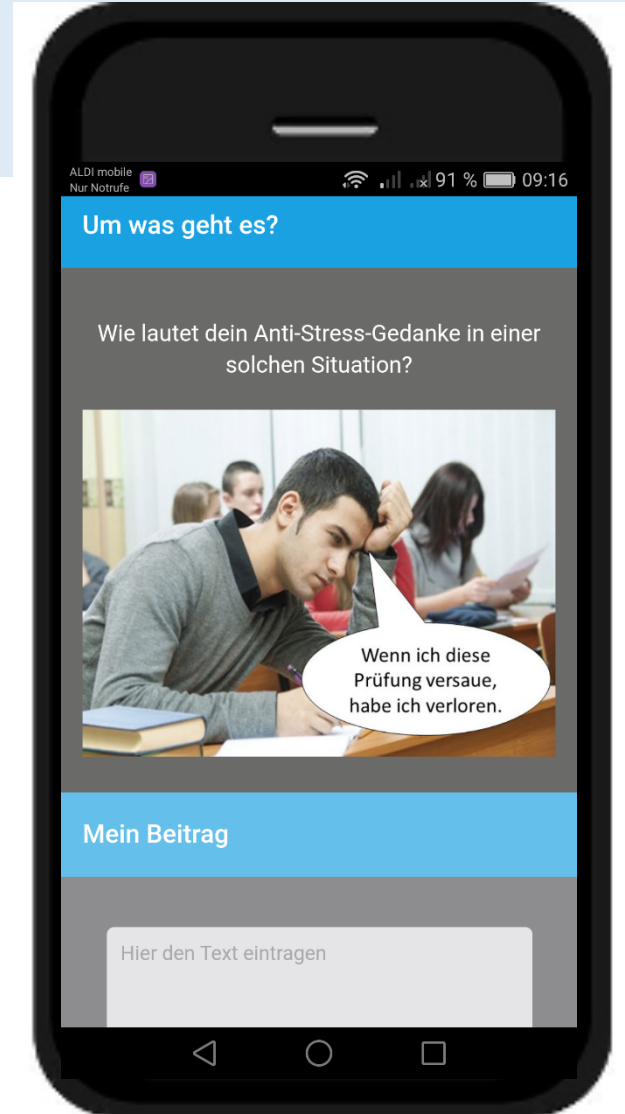 ALDI mobile
Nur Notrufe
91 % 09:16
Um was geht es?
Wie lautet dein Anti-Stress-Gedanke in einer
solchen Situation?
Wenn ich diese
Prüfung versaue,
habe ich verloren.
Mein Beitrag
Hier den Text eintragen